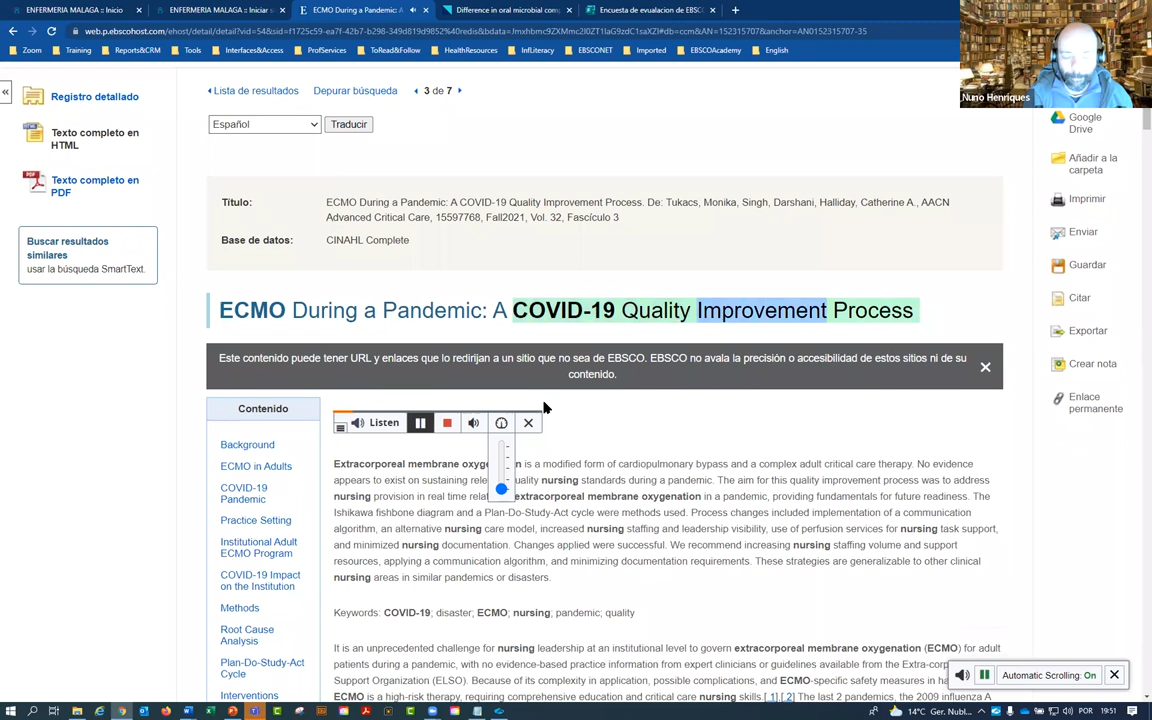 ENFERMERIA MALAGA :: Inicio
ENFERMERIA MALAGA :: Iniciar s
ECMO During a Pandemic: A
Difference in oral microbial com
Encuesta de evualacion de EBSC
web.p.ebscohost.com/ehost/detail/detail?vid=54&sid=f1725c59-ea7f-42b7-b298-349d819d9852%40redis&bdata=
Zoom
Training
Reports&CRM
Tools
Interfaces&Access
ProfServices
ToRead&Follow
HealthResources
InfLiteracy
EBSCONET
Imported
EBSCOAcademy
English
Nuno Henriques
Registro detallado
Texto completo en
HTML
Texto completo en
PDF
Buscar resultados
similares
usar la búsqueda SmartText.
Lista de resultados
Depurar búsqueda
3 de 7
Español
Traducir
Título:
ECMO During a Pandemic: A COVID-19 Quality Improvement Process. De: Tukacs, Monika, Singh, Darshani, Halliday, Catherine A., AACN
Advanced Critical Care, 15597768, Fall2021, Vol. 32, Fascículo 3
Base de datos:
CINAHL Complete
ECMO During a Pandemic: A COVID-19 Quality Improvement Process
Este contenido puede tener URL y enlaces que lo redirijan a un sitio que no sea de EBSCO. EBSCO no avala la precisión o accesibilidad de estos sitios ni de su
contenido.
Contenido
Background
ECMO in Adults
COVID-19
Pandemic
Practice Setting
Institutional Adult
ECMO Program
COVID-19 Impact
on the Institution
Methods
Root Cause
Analysis
Plan-Do-Study-Act
Cycle
Interventions
Listen
Extracorporeal membrane oxyge n is a modified form of cardiopulmonary bypass and a complex adult critical care therapy. No evidence
appears to exist on sustaining rele uality nursing standards during a pandemic. The aim for this quality improvement process was to address
nursing provision in real time rela extracorporeal membrane oxygenation in a pandemic, providing fundamentals for future readiness. The
Ishikawa fishbone diagram and a Plan-Do-Study-Act cycle were methods used. Process changes included implementation of a communication
algorithm, an alternative nursing care model, increased nursing staffing and leadership visibility, use of perfusion services for nursing task support,
and minimized nursing documentation. Changes applied were successful. We recommend increasing nursing staffing volume and support
resources, applying a communication algorithm, and minimizing documentation requirements. These strategies are generalizable to other clinical
nursing areas in similar pandemics or disasters.
Keywords: COVID-19; disaster; ECMO; nursing; pandemic; quality
It is an unprecedented challenge for nursing leadership at an institutional level to govern extracorporeal membrane oxygenation (ECMO) for adult
patients during a pandemic, with no evidence-based practice information from expert clinicians or guidelines available from the Extra-corp
Support Organization (ELSO). Because of its complexity in application, possible complications, and ECMO-specific safety measures in ha
ECMO is a high-risk therapy, requiring comprehensive education and critical care nursing skills.[ 1],[ 2] The last 2 pandemics, the 2009 influenza A
Google
Drive
Añadir a la
carpeta
Imprimir
Enviar
Guardar
Citar
Exportar
Crear nota
Enlace
permanente
Automatic Scrolling: On
14°C Ger. Nubl...
POR
19:51